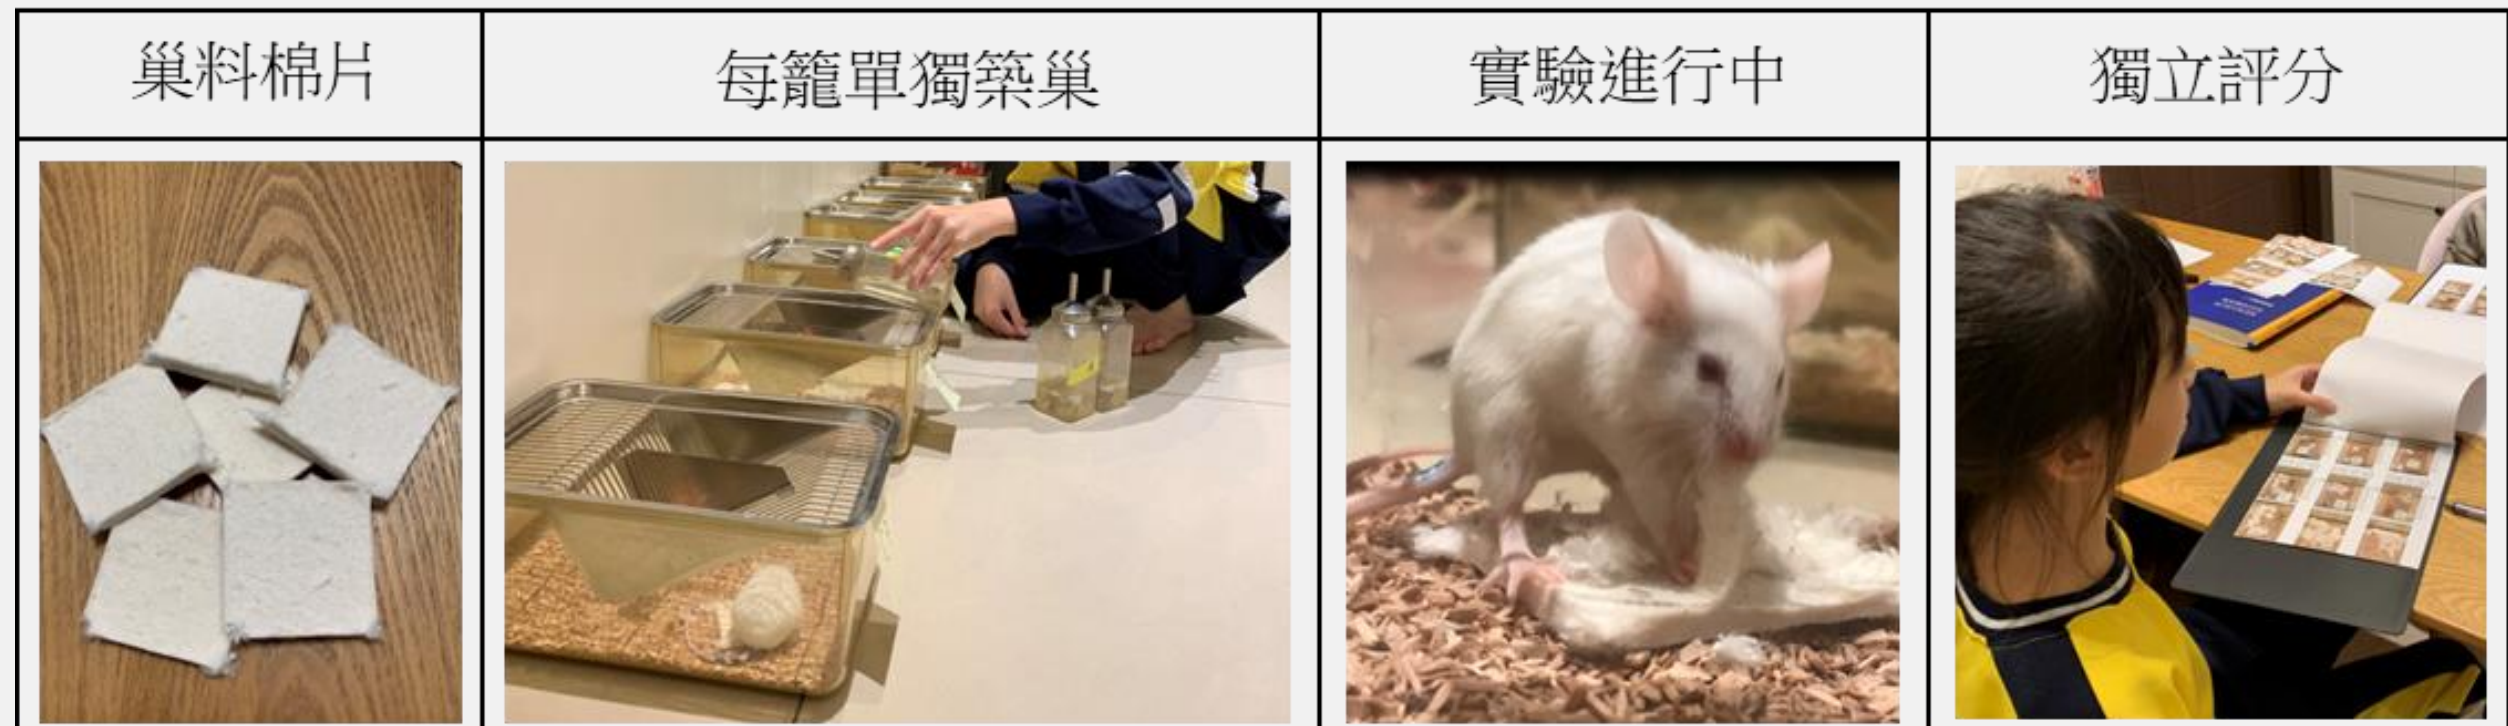 巢料棉片
每籠單獨築巢
實驗進行中
獨立評分